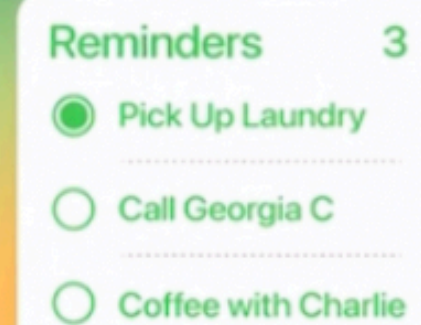 Reminders 3
Pick Up Laundry
Call Georgia C
Coffee with Charlie